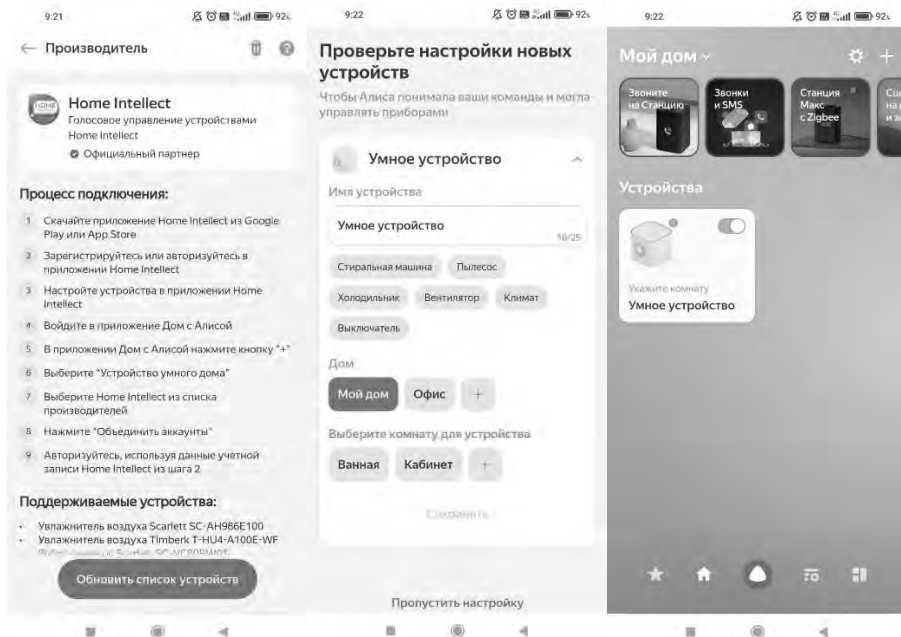 9:21
92%
Производитель
HOME
Home Intellect
Голосовое управление устройствами
Home Intellect
Официальный партнер
Процесс подключения:
1 Скачайте приложение Home Intellect из Google
Play или App Store
2 Зарегистрируйтесь или авторизуйтесь в
приложении Home Intellect
3 Настройте устройства в приложении Home
Intellect
4 Войдите в приложение Дом с Алисой
5 В приложении Дом с Алисой нажмите кнопку "+"
6 Выберите "Устройство умного дома"
7 Выберите Home Intellect из списка
производителей
8 Нажмите "Объединить аккаунты"
9 Авторизуйтесь, используя данные учетной
записи Home Intellect из шага 2
Поддерживаемые устройства:
· Увлажнитель воздуха Scarlett SC-AH986E100
· Увлажнитель воздуха Timberk T-HU4-A100E-WF
Обновить список устройств
9:22
92%
Проверьте настройки новых
устройств
Чтобы Алиса понимала ваши команды и могла
управлять приборами
Умное устройство
Имя устройства
Умное устройство
16/25
Стиральная машина Пылесос
Холодильник Вентилятор Климат
Выключатель
Дом
Мой дом Офис +
Выберите комнату для устройства
Ванная Кабинет +
Сохранить
Пропустить настройку
9:22
92%
Мой дом
Звоните
на Станцию
Звонки
и SMS
Станция
Макс
с Zigbee
Устройства
Укажите комнату
Умное устройство